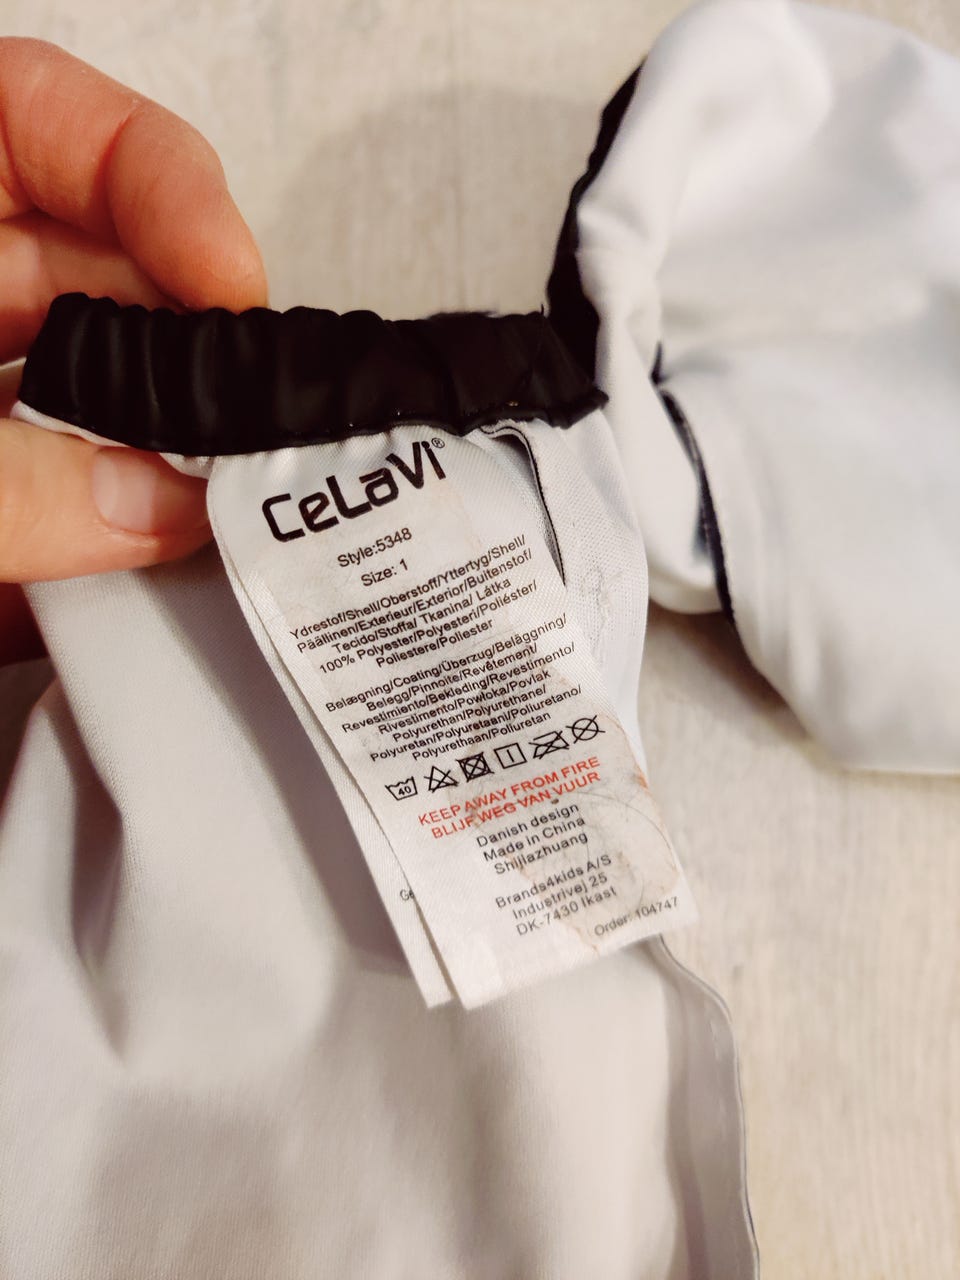 CeLaVi®
Style:5348
Size: 1
Ydrestof/Shell/Oberstoff/Yttertyg/Shell/
Päällinen/Exterieur/Exterior/Buitenstof/
Tecido/Stoffa/ Tkanina/ Látka
100% Polyester/Polyesteri/Poliéster/
Poliestere/Poliester
Belægning/Coating/Überzug/Beläggning/
Belegg/Pinnoite/Revêtement/
Revestimiento/Bekleding/Revestimento/
Rivestimento/Powłoka/Povlak
Polyurethan/Polyurethane/
Polyuretan/Polyuretaani/Poliuretano/
Polyurethaan/Poliuretan
40
KEEP AWAY FROM FIRE
BLIJF WEG VAN VUUR
Danish design
Made in China
Shijiazhuang
Brands4kids A/S
Industrivej 25
DK-7430 Ikast
Order: 104747
Ge